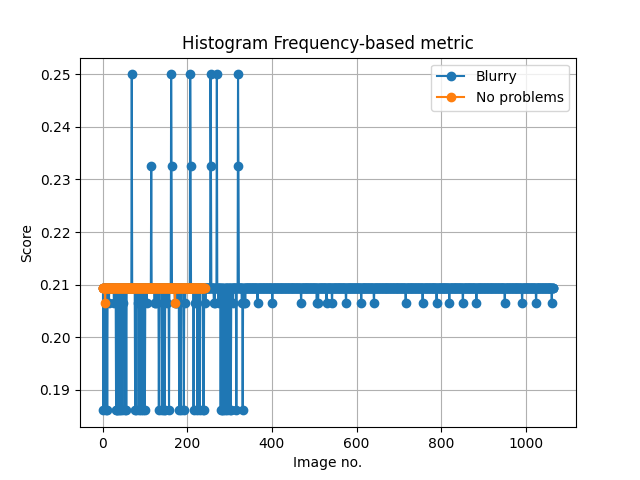 Histogram Frequency-based metric
Blurry
No problems
0.25
0.24
0.23
0.22
0.21
0.20
0.19
Score
0
200
400
600
800
1000
Image no.